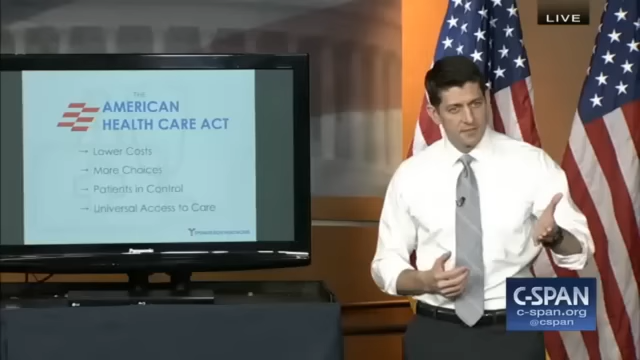 LIVE
THE
AMERICAN
HEALTH CARE ACT
→ Lower Costs
→ More Choices
→ Patients in Control
→ Universal Access to Care
Panasonic
C-SPAN
c-span.org
@cspan